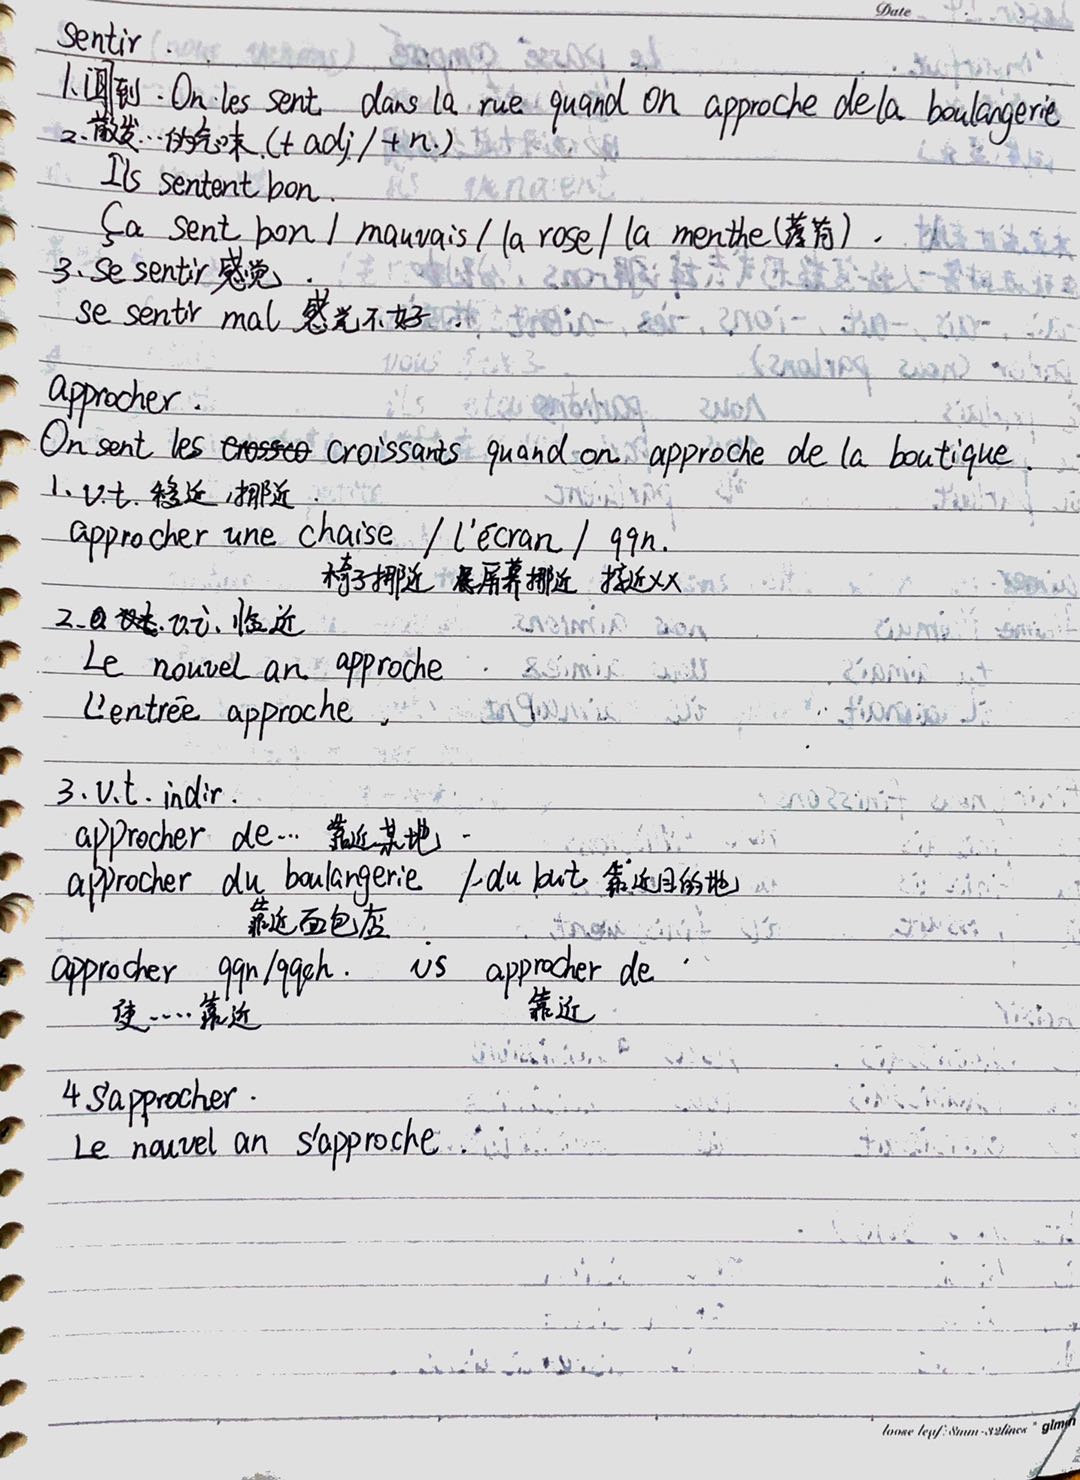 Date
sentir.
1.闻到.On les sent dans la rue quand on approche de la boulangerie
2.散发…的气味.(+adj/+n.)
Ils sentent bon.
Ça sent bon/mauvais/la rose/la menthe(薄荷).
3.se sentir 感觉.
se sentir mal 感觉不好.
approcher.
On sent les croissants quand on approche de la boutique.
1.v.t.移近,挪近.
approcher une chaise /l'écran/ qqn.
椅子挪近 屏幕挪近 接近xx
2. v.i.临近
Le nouvel an approche.
L'entrée approche.
3.v.t. indir.
approcher de… 靠近某地.
approcher du boulangerie /~du but 靠近目的地
靠近面包店
approcher qqn/qqch. vs approcher de
使……靠近 靠近
4 S'approcher.
Le nouvel an s'approche.
loose leaf:8mm-32lines